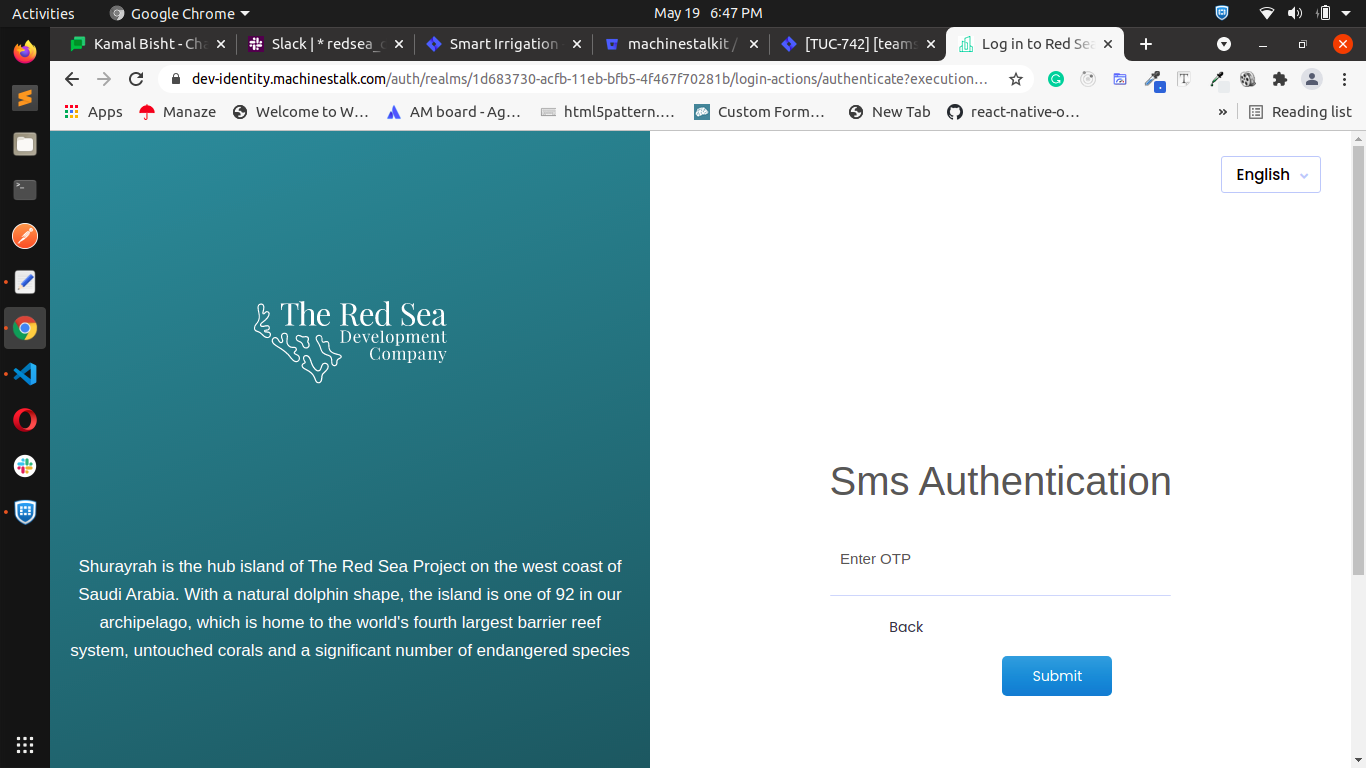 Activities
Google Chrome
May 19 6:47 PM
Kamal Bisht - Cha
Slack | * redsea_c
Smart Irrigation -
machinestalkit /
[TUC-742] [teams
Log in to Red Sea
dev-identity.machinestalk.com/auth/realms/1d683730-acfb-11eb-bfb5-4f467f70281b/login-actions/authenticate?execution...
Apps
Manaze
Welcome to W...
AM board - Ag...
html5pattern....
Custom Form...
New Tab
react-native-o...
»
Reading list
English
The Red Sea
Development
Company
Shurayrah is the hub island of The Red Sea Project on the west coast of
Saudi Arabia. With a natural dolphin shape, the island is one of 92 in our
archipelago, which is home to the world's fourth largest barrier reef
system, untouched corals and a significant number of endangered species
Sms Authentication
Enter OTP
Back
Submit